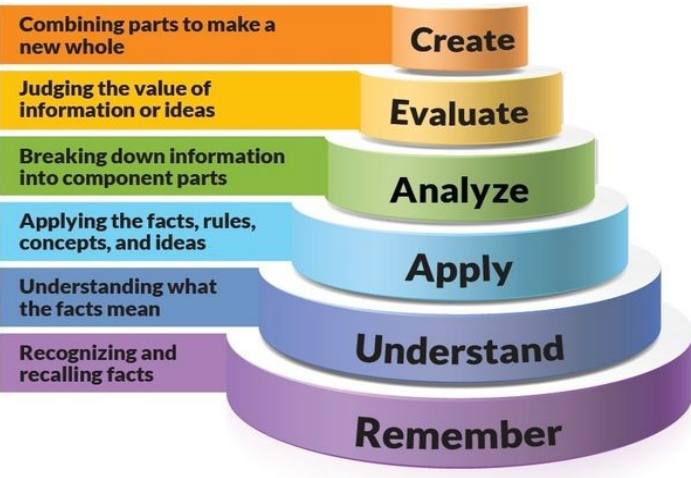 Combining parts to make a
new whole
Create
Judging the value of
information or ideas
Evaluate
Breaking down information
into component parts
Analyze
Applying the facts, rules,
concepts, and ideas
Apply
Understanding what
the facts mean
Understand
Recognizing and
recalling facts
Remember